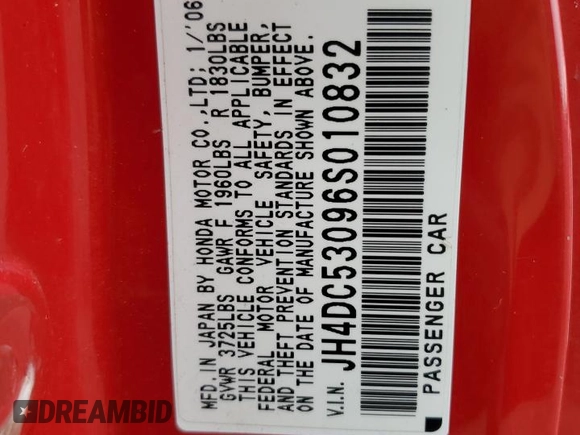 MFD.IN JAPAN BY HONDA MOTOR CO.,LTD; 1/'06
GVWR 3725LBS GAWR F 1960LBS R 1830LBS
THIS VEHICLE CONFORMS TO ALL APPLICABLE
FEDERAL MOTOR VEHICLE SAFETY, BUMPER,
AND THEFT PREVENTION STANDARDS IN EFFECT
ON THE DATE OF MANUFACTURE SHOWN ABOVE.
V.I.N. JH4DC53096S010832
PASSENGER CAR
DREAMBID